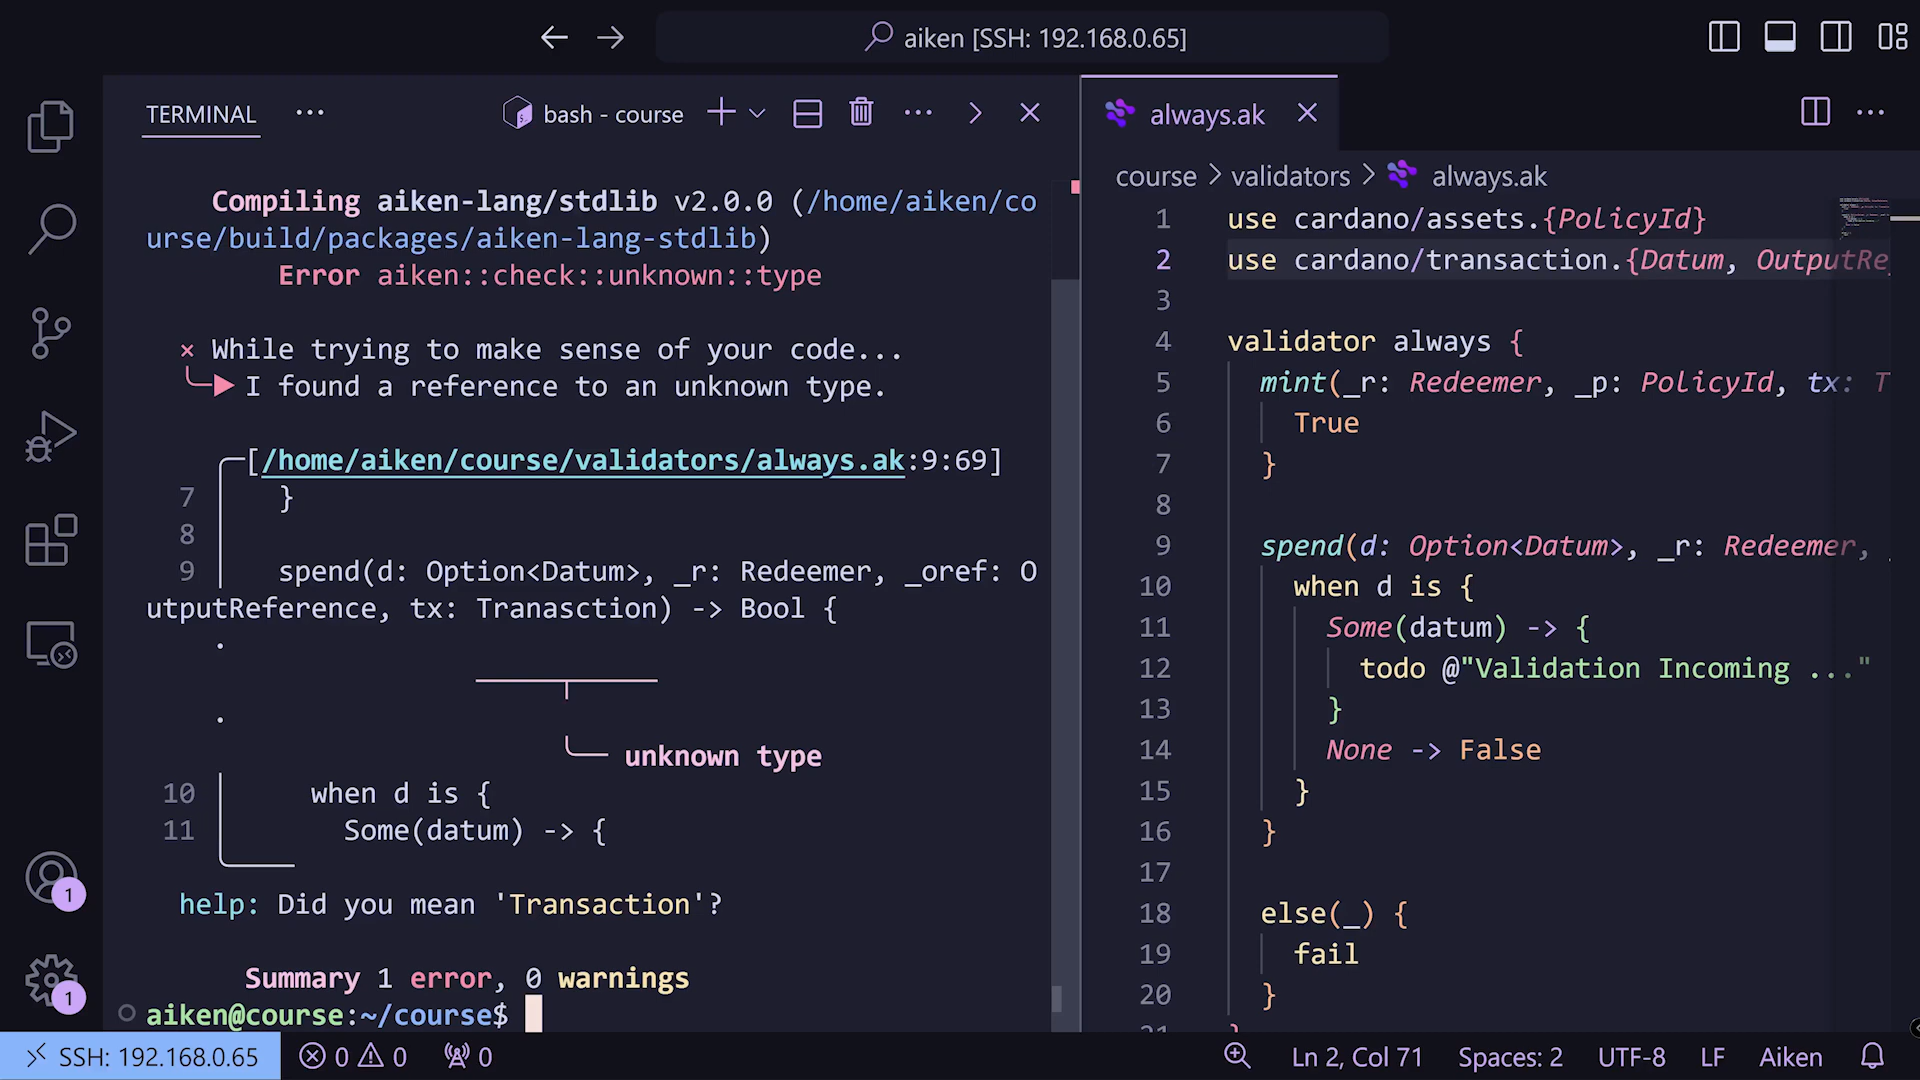 aiken [SSH: 192.168.0.65]
TERMINAL
bash - course
Compiling aiken-lang/stdlib v2.0.0 (/home/aiken/co
urse/build/packages/aiken-lang-stdlib)
Error aiken::check::unknown::type
× While trying to make sense of your code...
I found a reference to an unknown type.
[/home/aiken/course/validators/always.ak:9:69]
7 }
8
9 spend(d: Option<Datum>, _r: Redeemer, _oref: O
utputReference, tx: Tranasction) -> Bool {
unknown type
10 when d is {
11 Some(datum) -> {
help: Did you mean 'Transaction'?
Summary 1 error, 0 warnings
aiken@course:~/course$
always.ak
course > validators > always.ak
1 use cardano/assets.{PolicyId}
2 use cardano/transaction.{Datum, OutputRe
3
4 validator always {
5 mint(_r: Redeemer, _p: PolicyId, tx: T
6 True
7 }
8
9 spend(d: Option<Datum>, _r: Redeemer, _
10 when d is {
11 Some(datum) -> {
12 todo @"Validation Incoming ..."
13 }
14 None -> False
15 }
16 }
17
18 else(_) {
19 fail
20 }
21 }
1
1
SSH: 192.168.0.65
0 0
0
Ln 2, Col 71
Spaces: 2
UTF-8
LF
Aiken